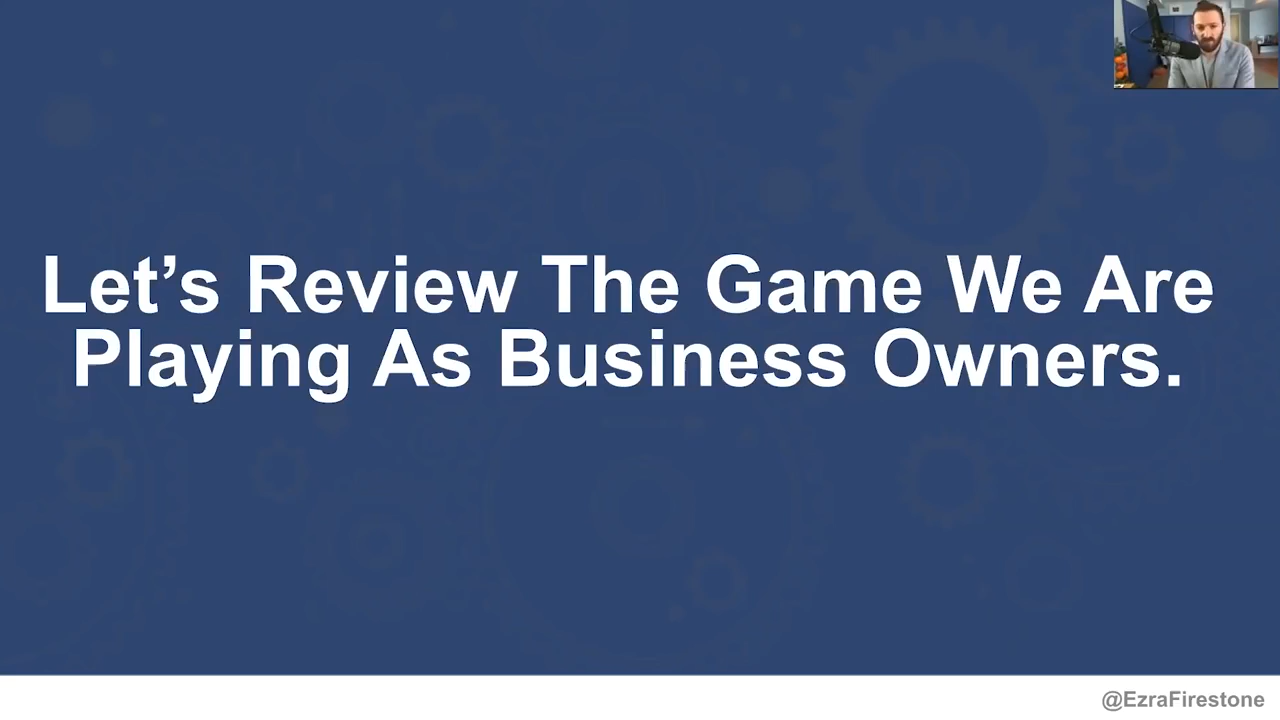 Let’s Review The Game We Are
Playing As Business Owners.
@EzraFirestone